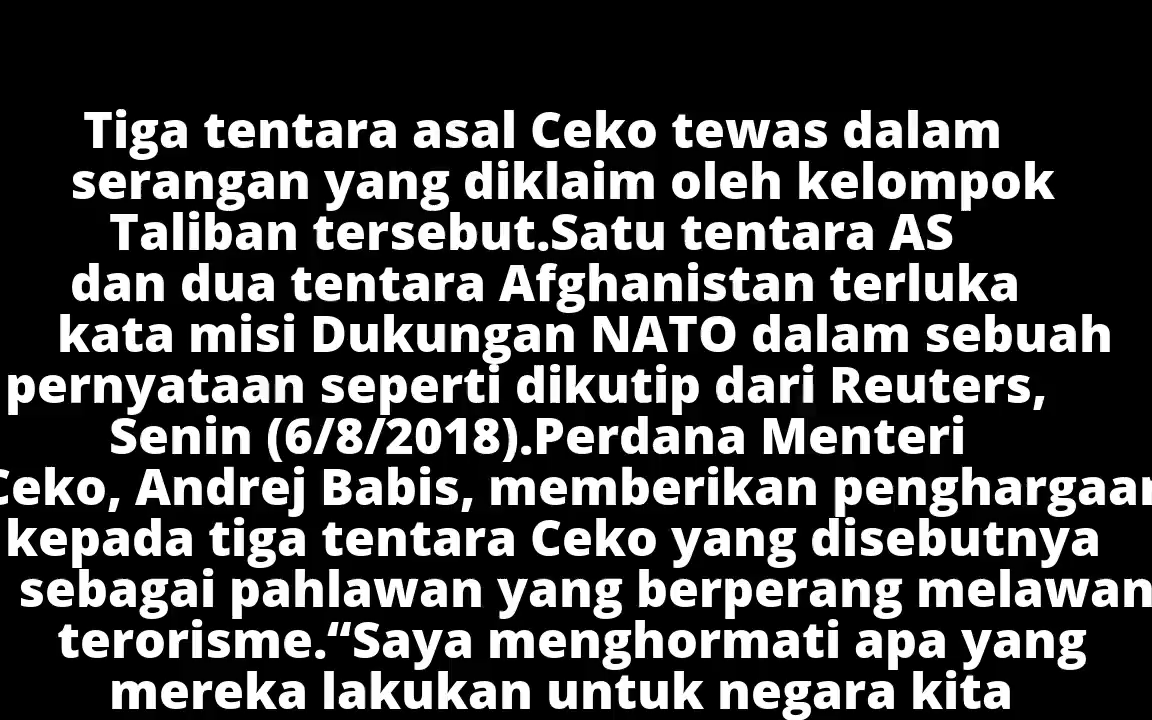 Tiga tentara asal Ceko tewas dalam
serangan yang diklaim oleh kelompok
Taliban tersebut.Satu tentara AS
dan dua tentara Afghanistan terluka
kata misi Dukungan NATO dalam sebuah
pernyataan seperti dikutip dari Reuters,
Senin (6/8/2018).Perdana Menteri
Ceko, Andrej Babis, memberikan penghargaan
kepada tiga tentara Ceko yang disebutnya
sebagai pahlawan yang berperang melawan
terorisme.“Saya menghormati apa yang
mereka lakukan untuk negara kita